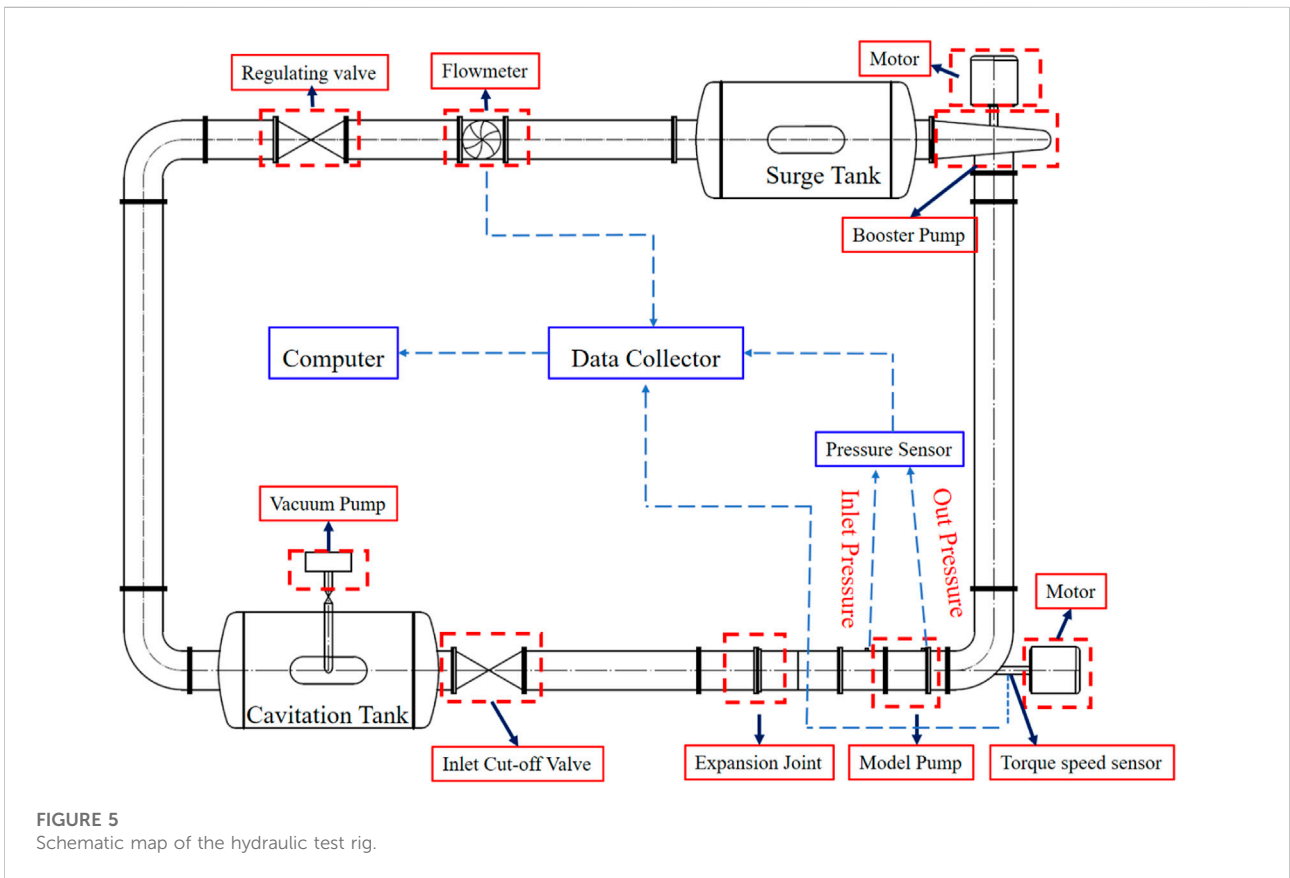 Motor
Regulating valve
Flowmeter
Surge Tank
Booster Pump
Computer
Data Collector
Pressure Sensor
Inlet Pressure
Out Pressure
Vacuum Pump
Motor
Cavitation Tank
Inlet Cut-off Valve
Expansion Joint
Model Pump
Torque speed sensor
FIGURE 5
Schematic map of the hydraulic test rig.